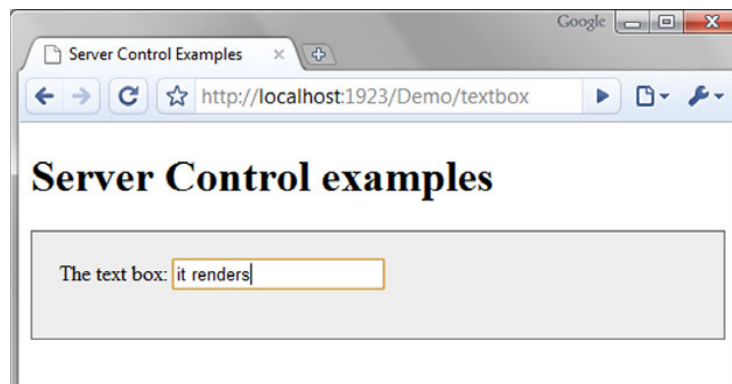 Google
Server Control Examples
http://localhost:1923/Demo/textbox
Server Control examples
The text box: it renders